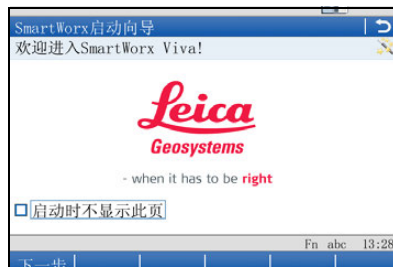 SmartWorx启动向导
欢迎进入SmartWorx Viva!
Leica
Geosystems
- when it has to be right
启动时不显示此页
Fn abc 13:28
下一步